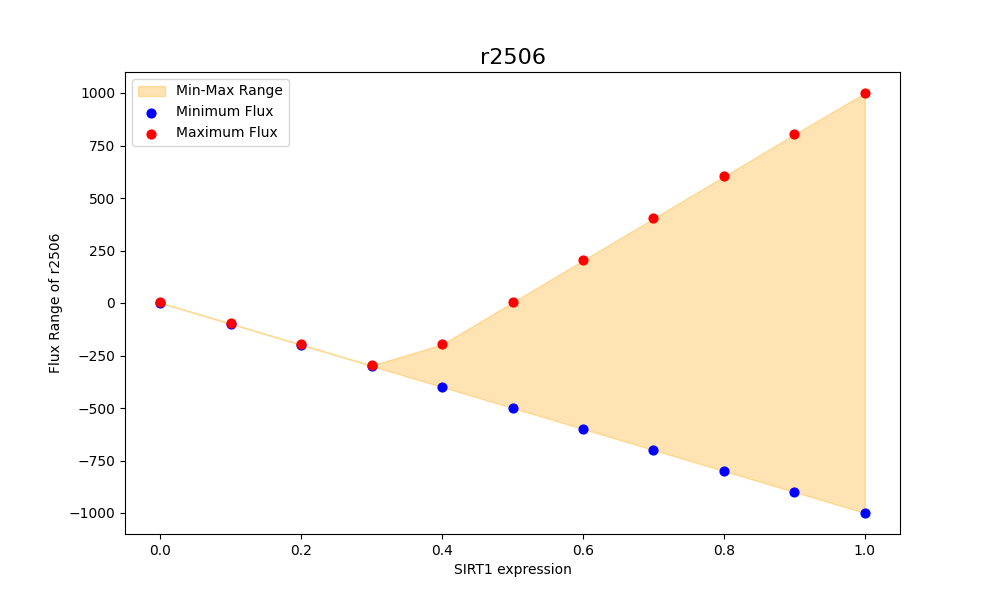 r2506
Min-Max Range
Minimum Flux
Maximum Flux
Flux Range of r2506
1000
750
500
250
0
−250
−500
−750
−1000
0.0 0.2 0.4 0.6 0.8 1.0
SIRT1 expression